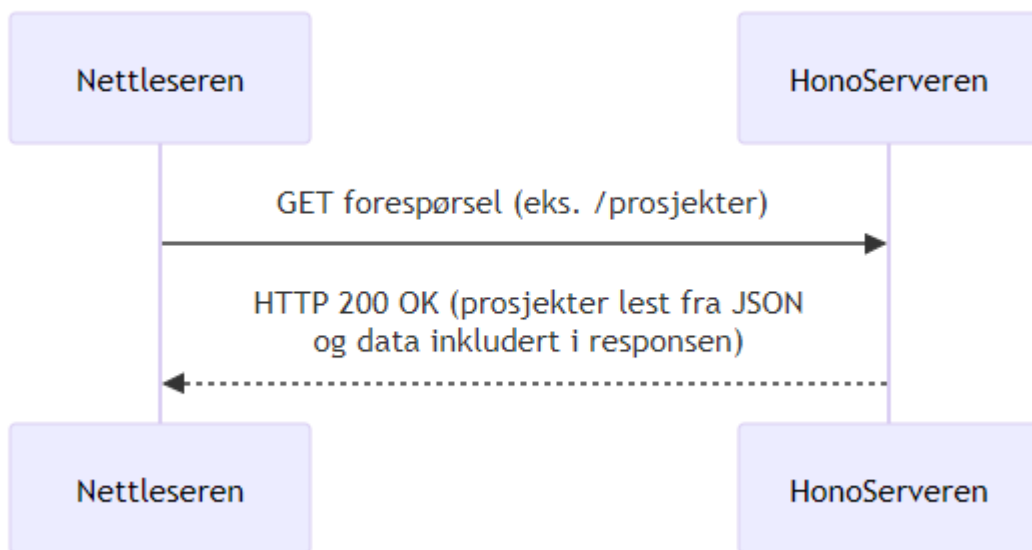 Nettleseren
HonoServeren
GET forespørsel (eks. /prosjekter)
HTTP 200 OK (prosjekter lest fra JSON
og data inkludert i responsen)
Nettleseren
HonoServeren